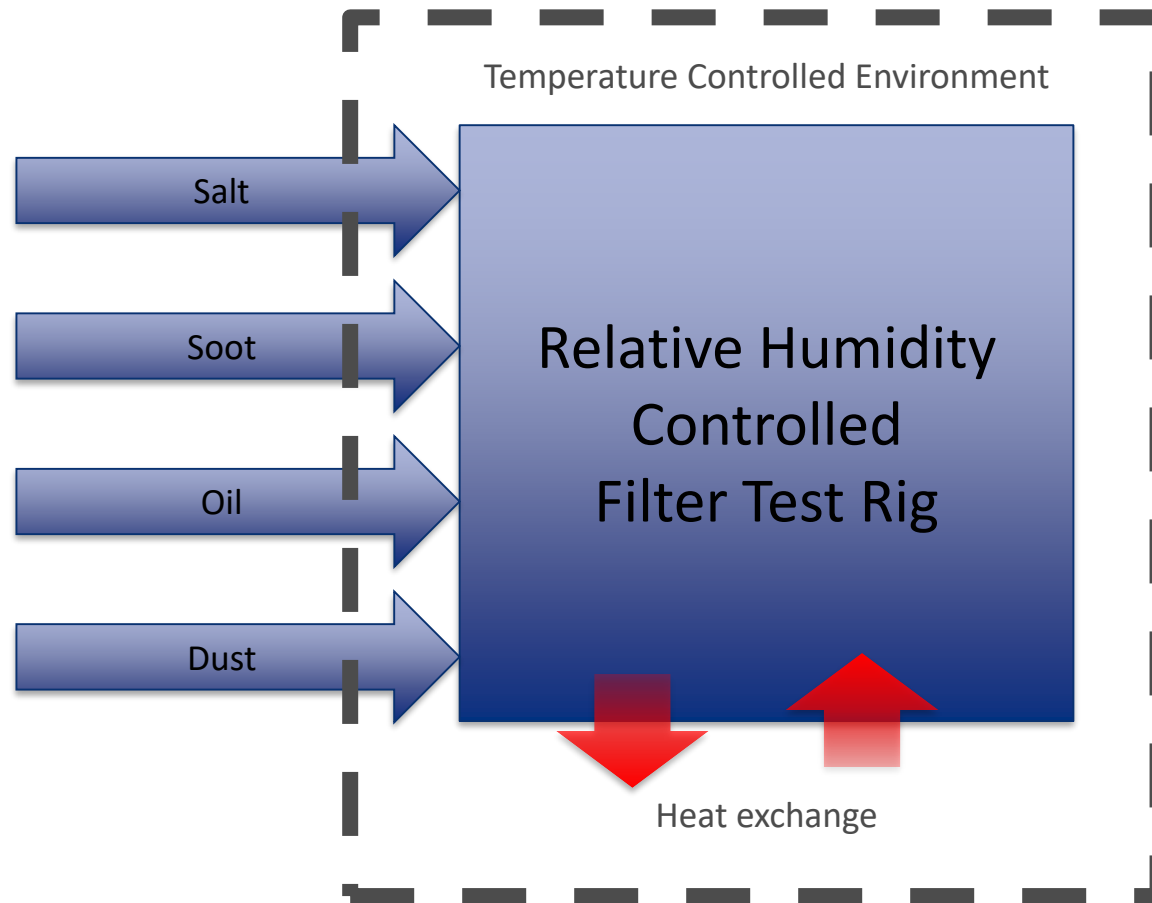 Temperature Controlled Environment
Salt
Soot
Relative Humidity
Controlled
Filter Test Rig
Oil
Dust
Heat exchange